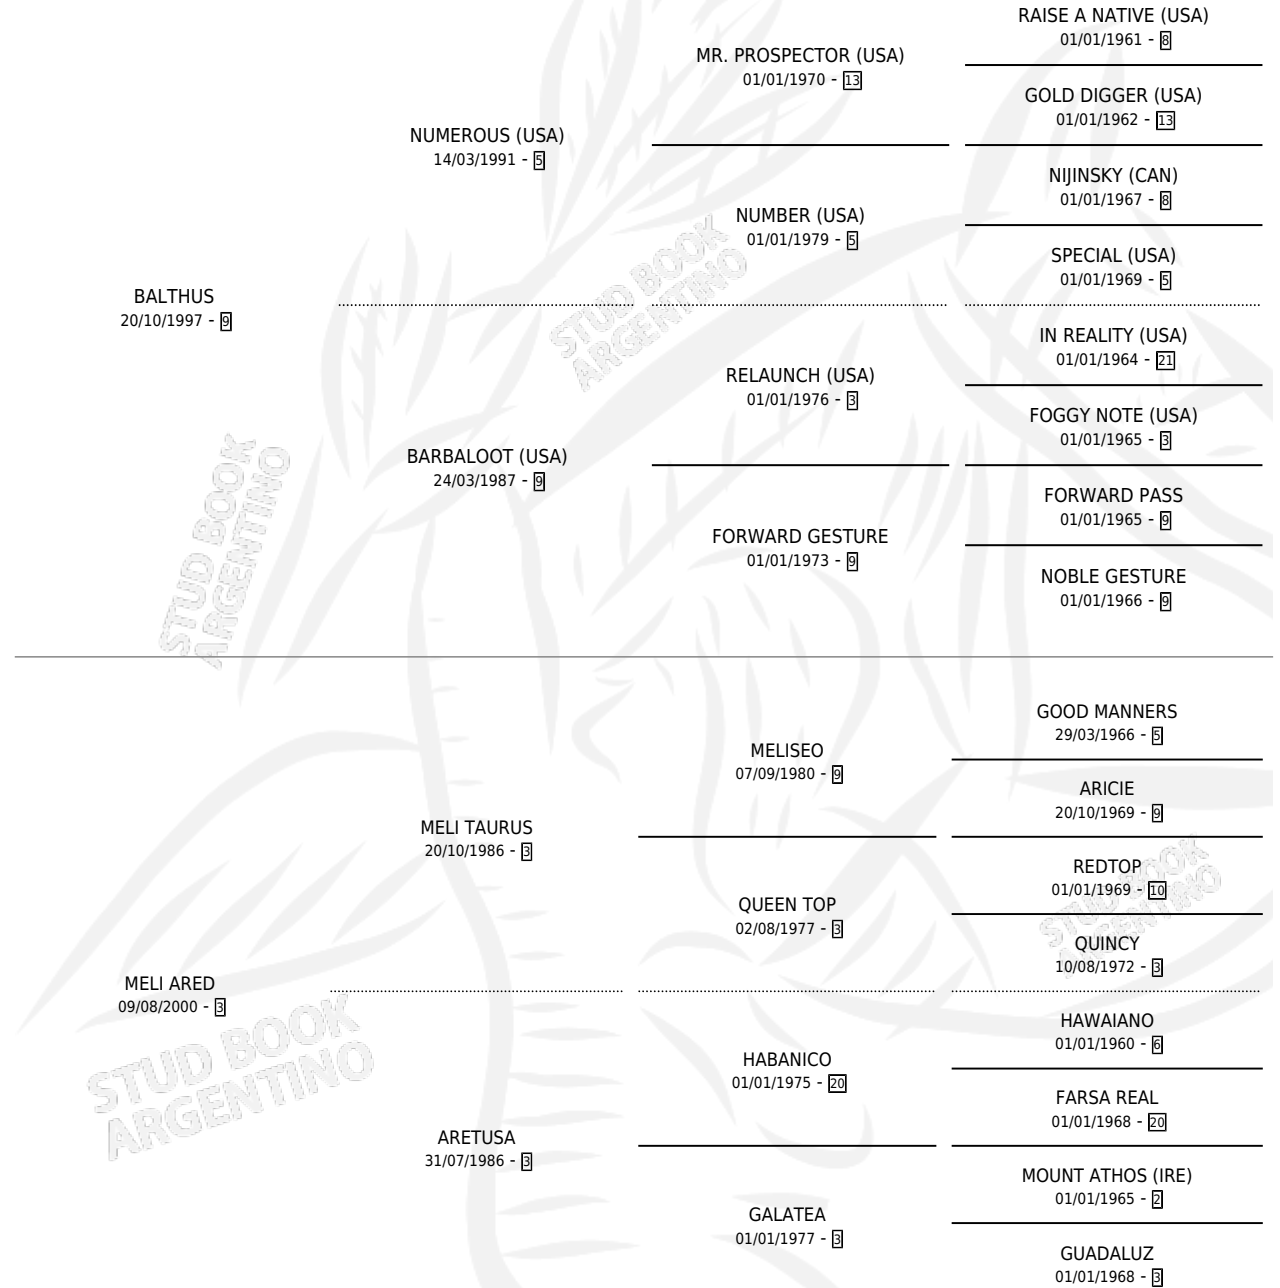 RAISE A NATIVE (USA)
01/01/1961 - 8
MR. PROSPECTOR (USA)
01/01/1970 - 13
GOLD DIGGER (USA)
01/01/1962 - 13
NUMEROUS (USA)
14/03/1991 - 5
NIJINSKY (CAN)
01/01/1967 - 8
NUMBER (USA)
01/01/1979 - 5
SPECIAL (USA)
01/01/1969 - 5
BALTHUS
20/10/1997 - 9
IN REALITY (USA)
01/01/1964 - 21
RELAUNCH (USA)
01/01/1976 - 3
FOGGY NOTE (USA)
01/01/1965 - 3
BARBALOOT (USA)
24/03/1987 - 9
FORWARD PASS
01/01/1965 - 9
FORWARD GESTURE
01/01/1973 - 9
NOBLE GESTURE
01/01/1966 - 9
STUD BOOK
ARGENTINO
STUD BOOK
ARGENTINO
GOOD MANNERS
29/03/1966 - 5
MELISEO
07/09/1980 - 9
ARICIE
20/10/1969 - 9
MELI TAURUS
20/10/1986 - 3
REDTOP
01/01/1969 - 10
QUEEN TOP
02/08/1977 - 3
QUINCY
10/08/1972 - 3
MELI ARED
09/08/2000 - 3
HAWAIANO
01/01/1960 - 6
HABANICO
01/01/1975 - 20
FARSA REAL
01/01/1968 - 20
ARETUSA
31/07/1986 - 3
MOUNT ATHOS (IRE)
01/01/1965 - 2
GALATEA
01/01/1977 - 3
GUADALUZ
01/01/1968 - 3
STUD BOOK
ARGENTINO
STUD BOOK
ARGENTINO